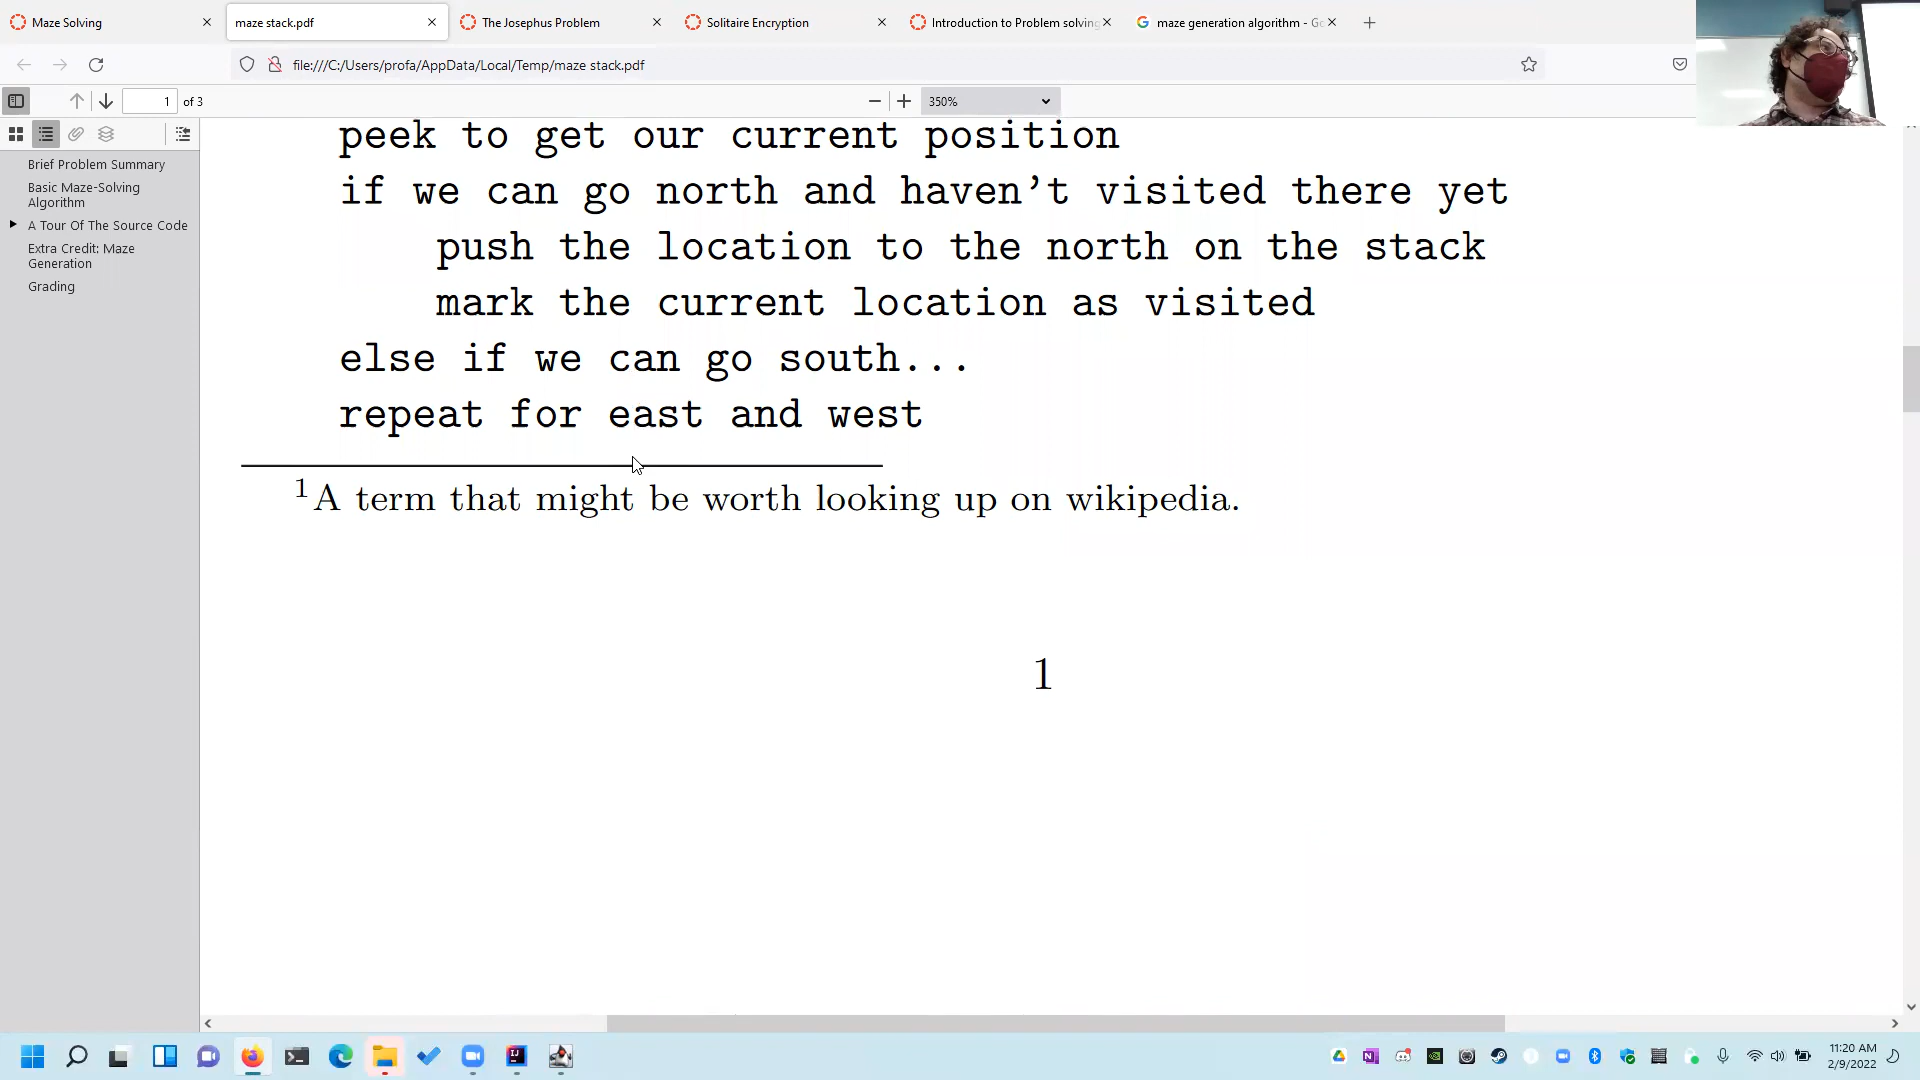 Maze Solving
maze stack.pdf
The Josephus Problem
Solitaire Encryption
Introduction to Problem solving
maze generation algorithm - Go
file:///C:/Users/profa/AppData/Local/Temp/maze stack.pdf
1 of 3
350%
Brief Problem Summary
Basic Maze-Solving
Algorithm
A Tour Of The Source Code
Extra Credit: Maze
Generation
Grading
peek to get our current position
if we can go north and haven't visited there yet
push the location to the north on the stack
mark the current location as visited
else if we can go south...
repeat for east and west
1 A term that might be worth looking up on wikipedia.
1
11:20 AM
2/9/2022